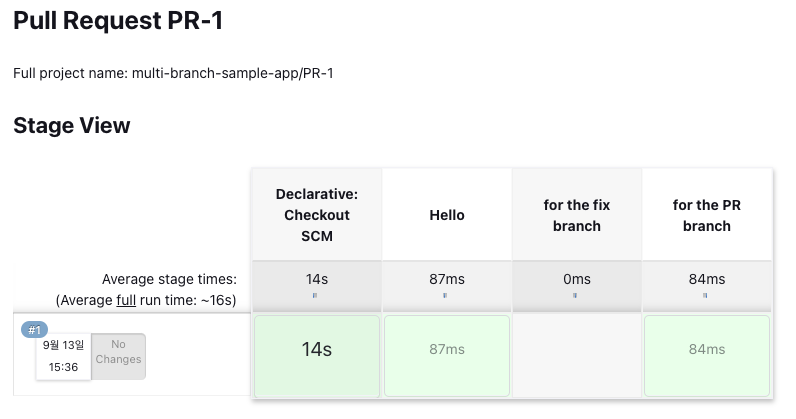 Pull Request PR-1
Full project name: multi-branch-sample-app/PR-1
Stage View
Declarative:
Checkout
SCM
Hello
for the fix
branch
for the PR
branch
Average stage times:
(Average full run time: ~16s)
14s
87ms
0ms
84ms
#1
9월 13일
15:36
No
Changes
14s
87ms
84ms